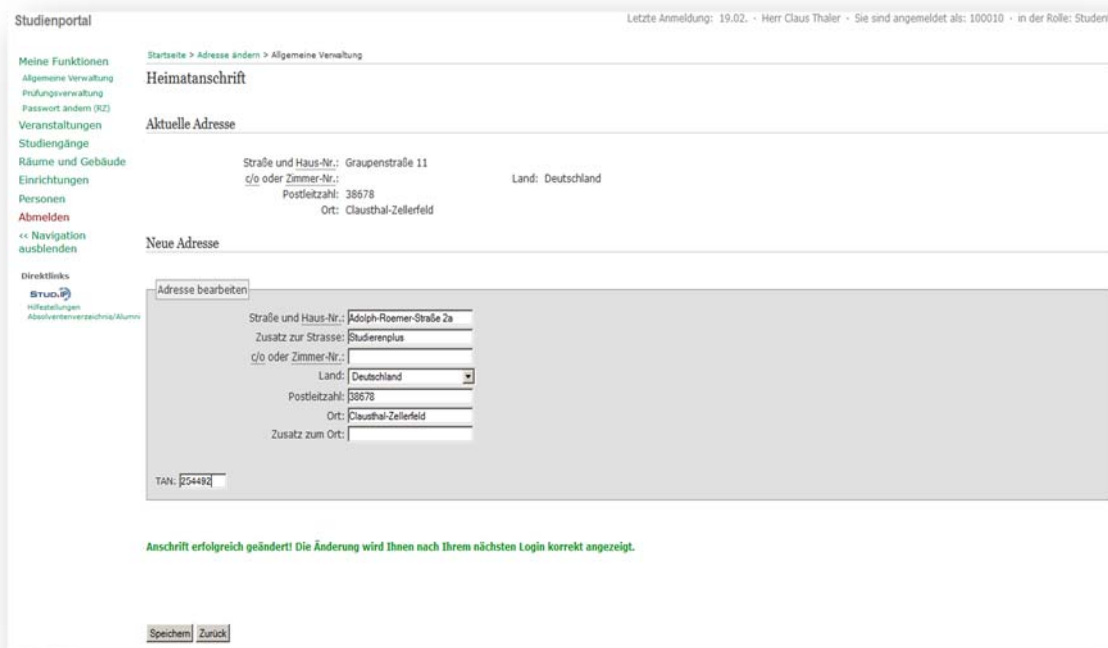 Studienportal
Letzte Anmeldung: 19.02. - Herr Claus Thaler - Sie sind angemeldet als: 100010 - in der Rolle: Student
Meine Funktionen
Allgemeine Verwaltung
Prüfungsverwaltung
Passwort ändern (RZ)
Veranstaltungen
Studiengänge
Räume und Gebäude
Einrichtungen
Personen
Abmelden
<< Navigation
ausblenden
Direktlinks
STUD.IP
Hilfestellungen
Absolventenverzeichnis/Alumni
Startseite > Adresse ändern > Allgemeine Verwaltung
Heimatanschrift
Aktuelle Adresse
Straße und Haus-Nr.: Graupenstraße 11
c/o oder Zimmer-Nr.: Land: Deutschland
Postleitzahl: 38678
Ort: Clausthal-Zellerfeld
Neue Adresse
Adresse bearbeiten
Straße und Haus-Nr.: Adolph-Roemer-Straße 2a
Zusatz zur Strasse: Studierenplus
c/o oder Zimmer-Nr.:
Land: Deutschland
Postleitzahl: 38678
Ort: Clausthal-Zellerfeld
Zusatz zum Ort:
TAN: 254492
Anschrift erfolgreich geändert! Die Änderung wird Ihnen nach Ihrem nächsten Login korrekt angezeigt.
Speichern Zurück